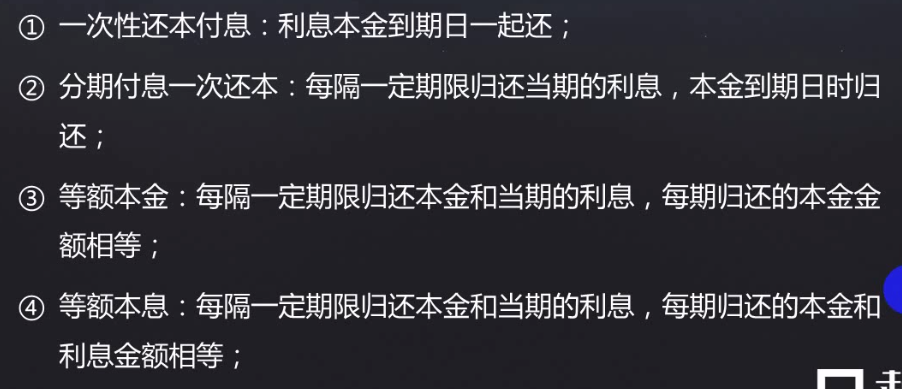 ① 一次性还本付息：利息本金到期日一起还；
② 分期付息一次还本：每隔一定期限归还当期的利息，本金到期日时归
还；
③ 等额本金：每隔一定期限归还本金和当期的利息，每期归还的本金金
额相等；
④ 等额本息：每隔一定期限归还本金和当期的利息，每期归还的本金和
利息金额相等；